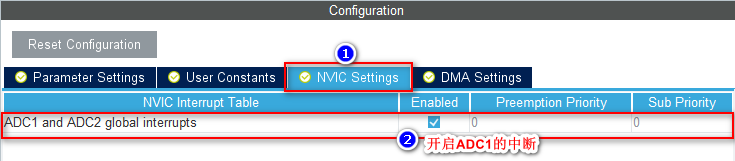 Configuration
Reset Configuration
1
Parameter Settings User Constants NVIC Settings DMA Settings
NVIC Interrupt Table Enabled Preemption Priority Sub Priority
ADC1 and ADC2 global interrupts 0 0
2 开启ADC1的中断